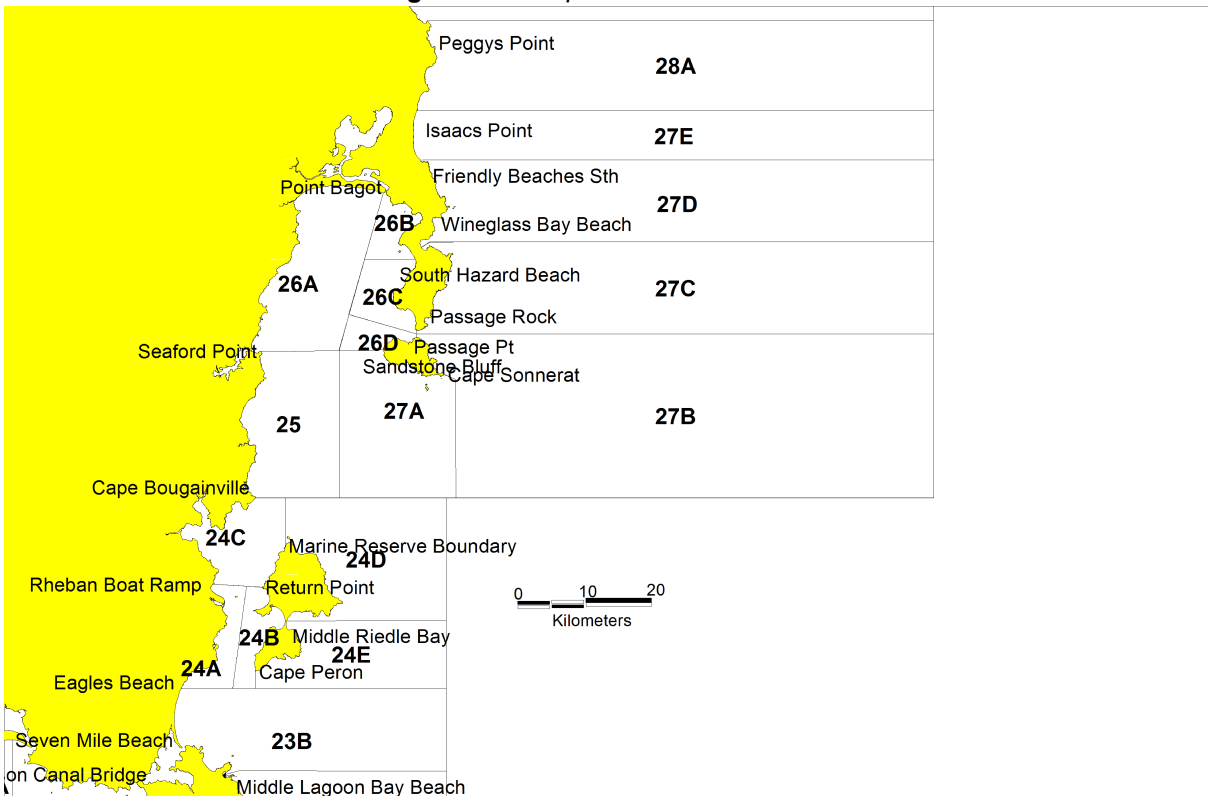 Peggys Point
28A
Isaacs Point
27E
Friendly Beaches Sth
Point Bagot
27D
26B
Wineglass Bay Beach
South Hazard Beach
26A
27C
26C
Passage Rock
26D
Passage Pt
Seaford Point
Sandstone Bluff
Cape Sonnerat
27A
27B
25
Cape Bougainville
24C
Marine Reserve Boundary
24D
Rheban Boat Ramp
Return Point
0 10 20
Kilometers
24B
Middle Riedle Bay
24E
24A
Cape Peron
Eagles Beach
Seven Mile Beach
23B
on Canal Bridge
Middle Lagoon Bay Beach